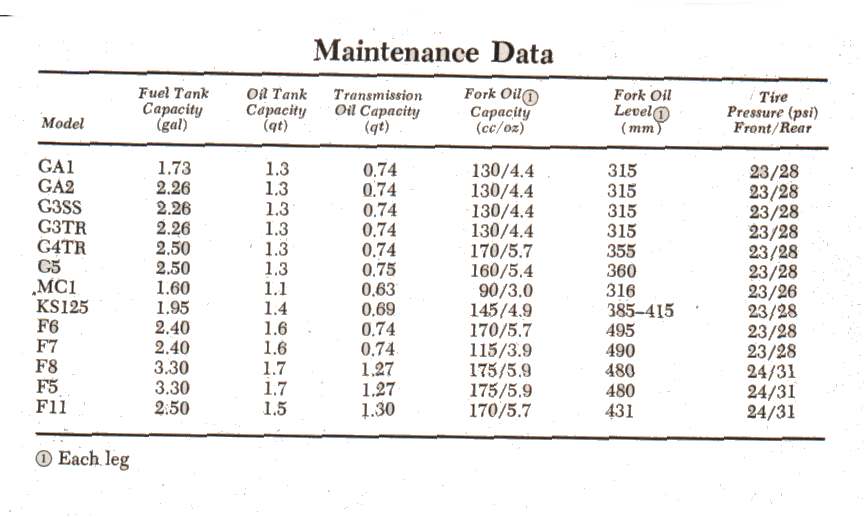 Maintenance Data
Fuel Tank Oil Tank Transmission Fork Oil① Fork Oil Tire
Capacity Capacity Oil Capacity Capacity Level① Pressure (psi)
Model (gal) (qt) (qt) (cc/oz) (mm) Front/Rear
GA1 1.73 1.3 0.74 130/4.4 315 23/28
GA2 2.26 1.3 0.74 130/4.4 315 23/28
G3SS 2.26 1.3 0.74 130/4.4 315 23/28
G3TR 2.26 1.3 0.74 130/4.4 315 23/28
G4TR 2.50 1.3 0.74 170/5.7 355 23/28
G5 2.50 1.3 0.75 160/5.4 360 23/28
MC1 1.60 1.1 0.63 90/3.0 316 23/26
KS125 1.95 1.4 0.69 145/4.9 385–415 23/28
F6 2.40 1.6 0.74 170/5.7 495 23/28
F7 2.40 1.6 0.74 115/3.9 490 23/28
F8 3.30 1.7 1.27 175/5.9 480 24/31
F5 3.30 1.7 1.27 175/5.9 480 24/31
F11 2.50 1.5 1.30 170/5.7 431 24/31
① Each leg